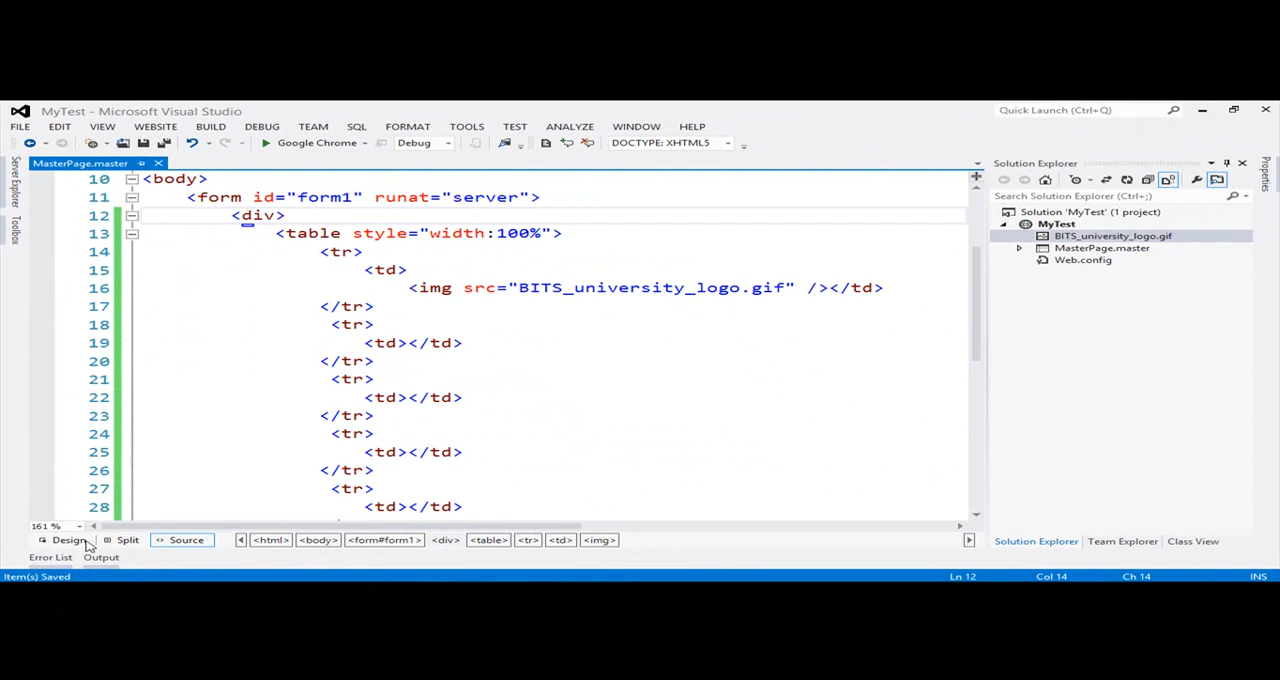 MyTest - Microsoft Visual Studio
Quick Launch (Ctrl+Q)
FILE EDIT VIEW WEBSITE BUILD DEBUG TEAM SQL FORMAT TOOLS TEST ANALYZE WINDOW HELP
Google Chrome Debug DOCTYPE: XHTML5
Server Explorer
Toolbox
MasterPage.master
10 <body>
11 <form id="form1" runat="server">
12 <div>
13 <table style="width:100%">
14 <tr>
15 <td>
16 <img src="BITS_university_logo.gif" /></td>
17 </tr>
18 <tr>
19 <td></td>
20 </tr>
21 <tr>
22 <td></td>
23 </tr>
24 <tr>
25 <td></td>
26 </tr>
27 <tr>
28 <td></td>
161 %
Design Split Source <html> <body> <form#form1> <div> <table> <tr> <td> <img>
Error List Output
Solution Explorer
Search Solution Explorer (Ctrl+;)
Solution 'MyTest' (1 project)
MyTest
BITS_university_logo.gif
MasterPage.master
Web.config
Solution Explorer Team Explorer Class View
Properties
Item(s) Saved Ln 12 Col 14 Ch 14 INS